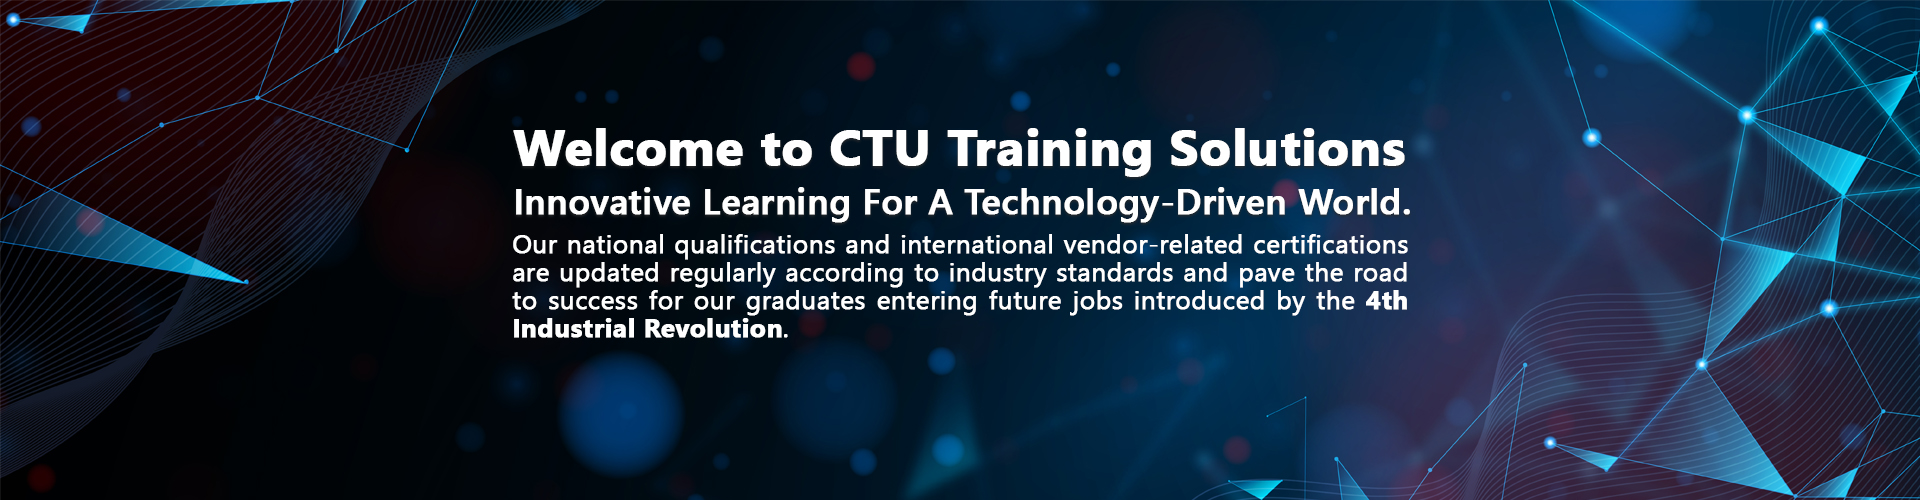 Welcome to CTU Training Solutions
Innovative Learning For A Technology-Driven World.
Our national qualifications and international vendor-related certifications
are updated regularly according to industry standards and pave the road
to success for our graduates entering future jobs introduced by the 4th
Industrial Revolution.